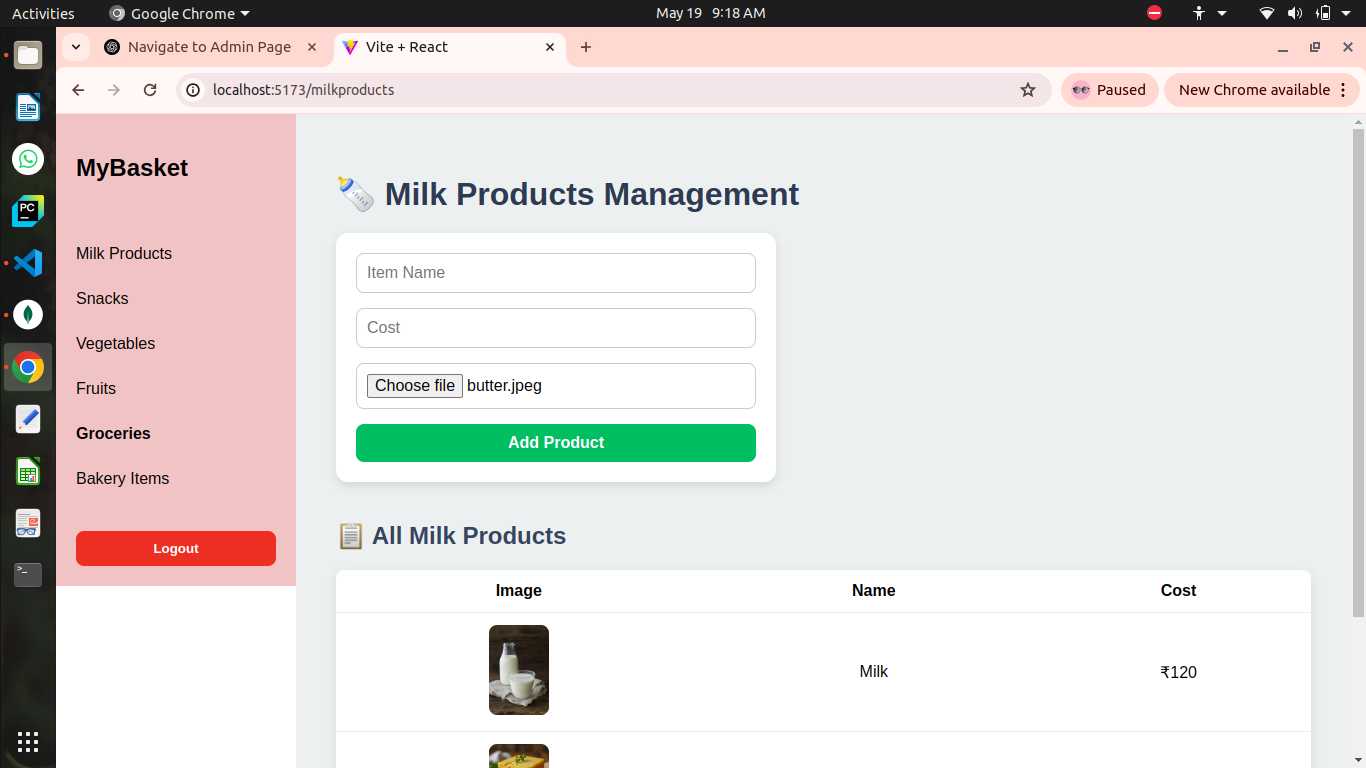 Activities
Google Chrome
May 19 9:18 AM
Navigate to Admin Page
Vite + React
localhost:5173/milkproducts
Paused
New Chrome available
MyBasket
Milk Products
Snacks
Vegetables
Fruits
Groceries
Bakery Items
Logout
Milk Products Management
Item Name
Cost
Choose file butter.jpeg
Add Product
All Milk Products
Image Name Cost
Milk ₹120